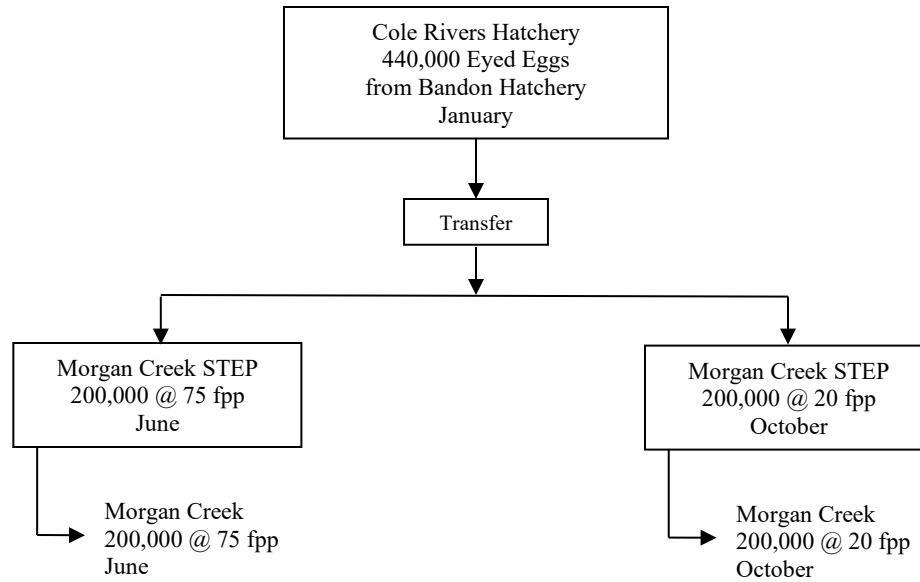 Cole Rivers Hatchery
440,000 Eyed Eggs
from Bandon Hatchery
January
Transfer
Morgan Creek STEP
200,000 @ 75 fpp
June
Morgan Creek
200,000 @ 75 fpp
June
Morgan Creek STEP
200,000 @ 20 fpp
October
Morgan Creek
200,000 @ 20 fpp
October